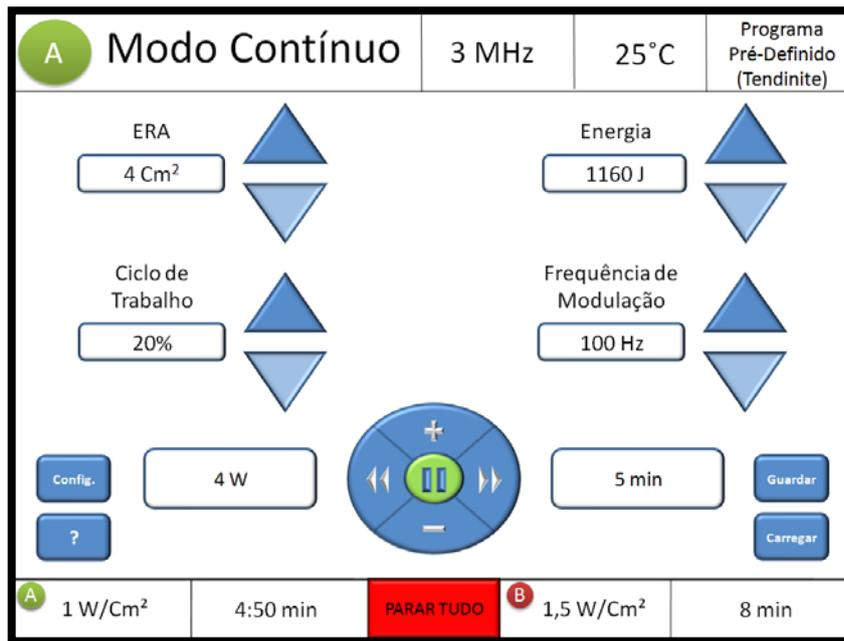 A
Modo Contínuo
3 MHz
25°C
Programa
Pré-Definido
(Tendinite)
ERA
4 Cm²
Energia
1160 J
Ciclo de
Trabalho
20%
Frequência de
Modulação
100 Hz
Config.
?
4 W
+
−
5 min
Guardar
Carregar
A
1 W/Cm²
4:50 min
PARAR TUDO
B
1,5 W/Cm²
8 min